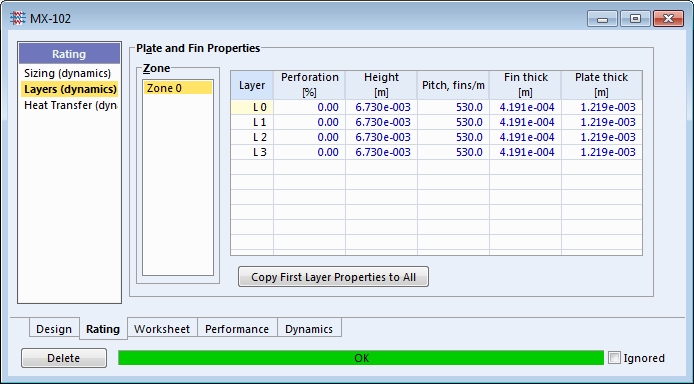 MX-102
Rating
Sizing (dynamics)
Layers (dynamics)
Heat Transfer (dyn
Plate and Fin Properties
Zone
Zone 0
Layer Perforation [%] Height [m] Pitch, fins/m Fin thick [m] Plate thick [m]
L 0 0.00 6.730e-003 530.0 4.191e-004 1.219e-003
L 1 0.00 6.730e-003 530.0 4.191e-004 1.219e-003
L 2 0.00 6.730e-003 530.0 4.191e-004 1.219e-003
L 3 0.00 6.730e-003 530.0 4.191e-004 1.219e-003
Copy First Layer Properties to All
Design Rating Worksheet Performance Dynamics
Delete OK Ignored